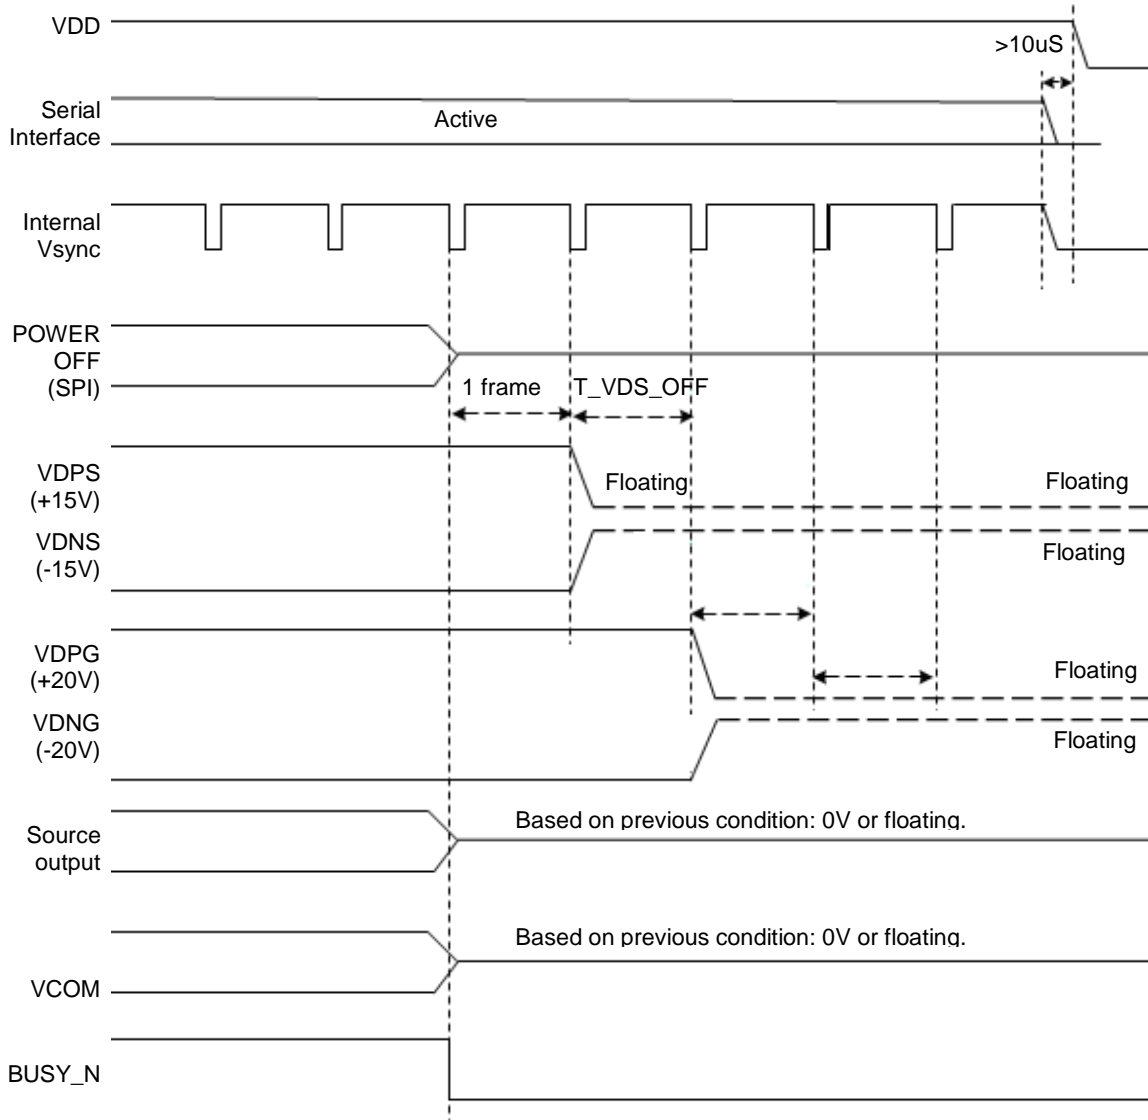 VDD
>10uS
Serial
Interface
Active
Internal
Vsync
POWER
OFF
(SPI)
1 frame
T_VDS_OFF
VDPS
(+15V)
Floating
Floating
VDNS
(-15V)
Floating
VDPG
(+20V)
Floating
VDNG
(-20V)
Floating
Source
output
Based on previous condition: 0V or floating.
VCOM
Based on previous condition: 0V or floating.
BUSY_N